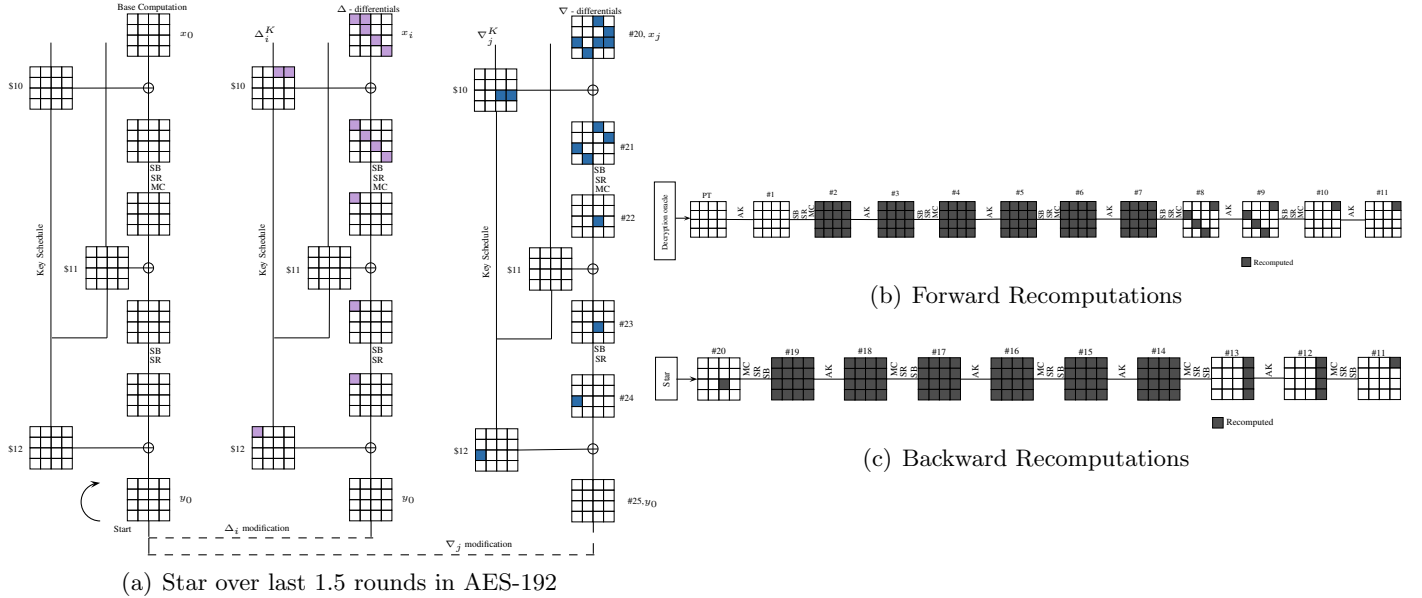 Base Computation
x₀
$10
Key Schedule
SB
SR
MC
$11
SB
SR
$12
y₀
Start
Δᵢᴷ
Δ - differentials
xᵢ
$10
Key Schedule
SB
SR
MC
$11
SB
SR
$12
y₀
Δᵢ modification
∇ⱼᴷ
∇ - differentials
#20, xⱼ
$10
#21
Key Schedule
SB
SR
MC
#22
$11
#23
SB
SR
#24
$12
#25, y₀
∇ⱼ modification
(a) Star over last 1.5 rounds in AES-192
Decryption oracle
PT #1 #2 #3 #4 #5 #6 #7 #8 #9 #10 #11
AK SB SR MC AK SB SR MC AK SB SR MC AK SB SR MC AK SB SR MC AK
Recomputed
(b) Forward Recomputations
Star
#20 #19 #18 #17 #16 #15 #14 #13 #12 #11
MC SR SB AK MC SR SB AK MC SR SB AK MC SR SB AK MC SR SB
Recomputed
(c) Backward Recomputations